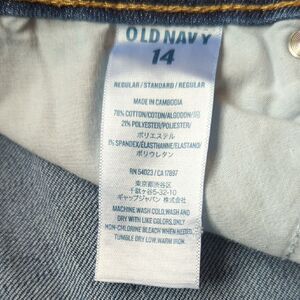 OLD NAVY
14
REGULAR/STANDARD/REGULAR
MADE IN CAMBODIA
78% COTTON/COTON/ALGODON/綿
21% POLYESTER/POLIESTER/
ポリエステル
1% SPANDEX/ELASTHANNE/ELASTANO/
ポリウレタン
RN 54023 / CA 17897
東京都渋谷区
千駄ヶ谷5-32-10
ギャップジャパン 株式会社
MACHINE WASH COLD, WASH AND
DRY WITH LIKE COLORS, ONLY
NON-CHLORINE BLEACH WHEN NEEDED,
TUMBLE DRY LOW, WARM IRON.